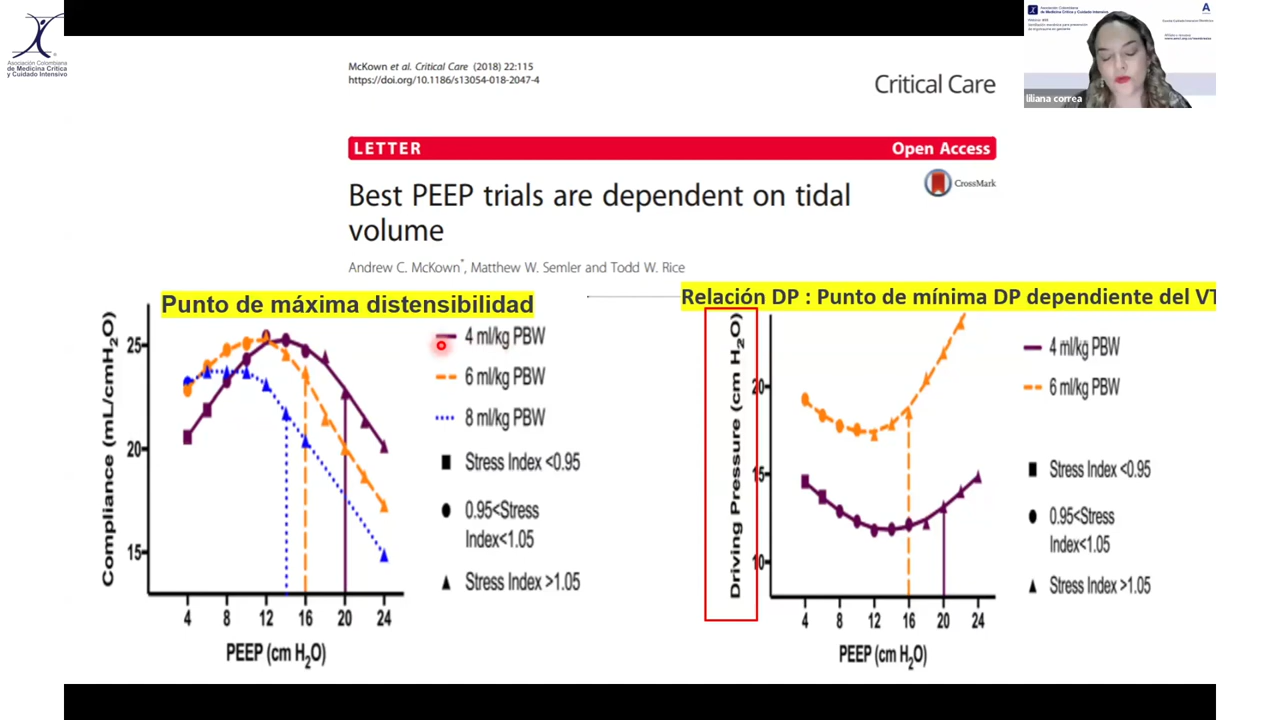 Asociación Colombiana
de Medicina Crítica
y Cuidado Intensivo
McKown et al. Critical Care (2018) 22:115
https://doi.org/10.1186/s13054-018-2047-4
Critical Care
liliana correa
LETTER
Open Access
CrossMark
Best PEEP trials are dependent on tidal
volume
Andrew C. McKown*, Matthew W. Semler and Todd W. Rice
Punto de máxima distensibilidad
Compliance (mL/cmH2O)
25
20
15
4 8 12 16 20 24
PEEP (cm H2O)
4 ml/kg PBW
6 ml/kg PBW
8 ml/kg PBW
Stress Index <0.95
0.95<Stress
Index<1.05
Stress Index >1.05
Relación DP : Punto de mínima DP dependiente del VT
Driving Pressure (cm H2O)
20
15
10
4 8 12 16 20 24
PEEP (cm H2O)
4 ml/kg PBW
6 ml/kg PBW
Stress Index <0.95
0.95<Stress
Index<1.05
Stress Index >1.05